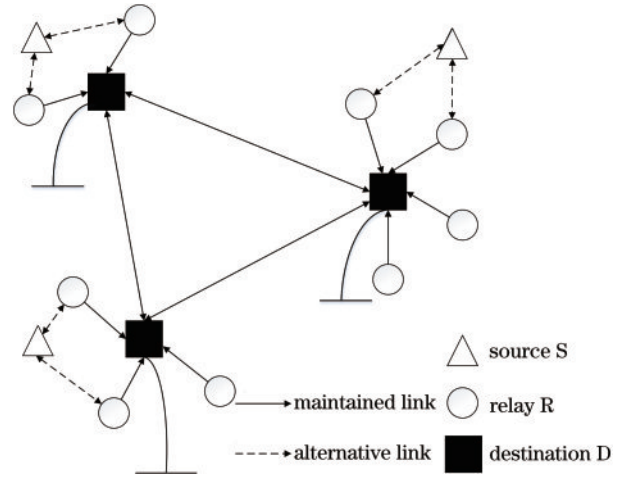 source S
maintained link
relay R
alternative link
destination D